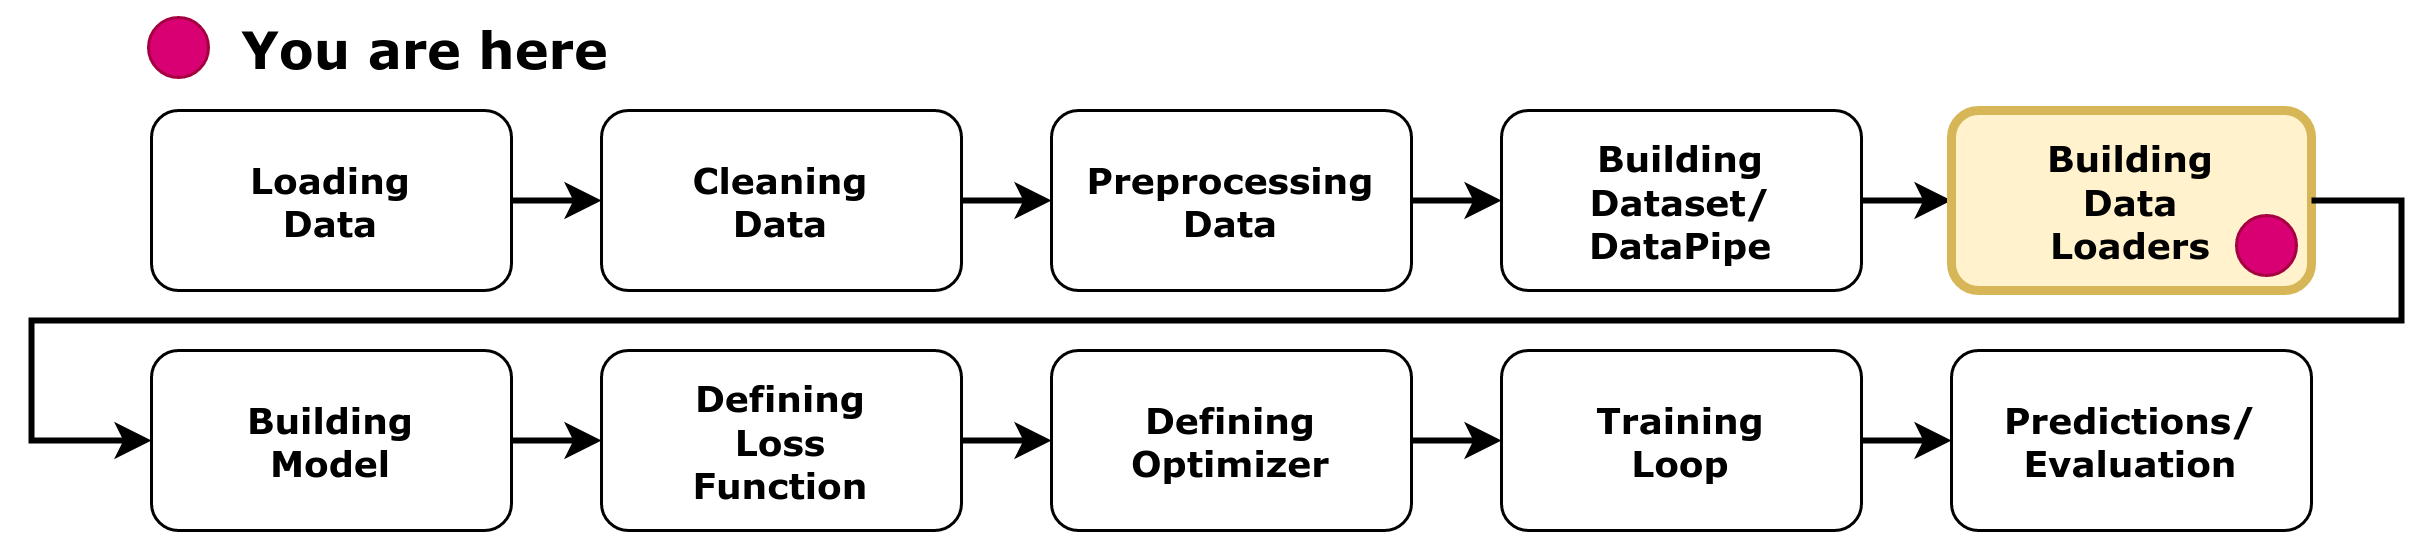 You are here
Loading
Data
Cleaning
Data
Preprocessing
Data
Building
Dataset/
DataPipe
Building
Data
Loaders
Building
Model
Defining
Loss
Function
Defining
Optimizer
Training
Loop
Predictions/
Evaluation